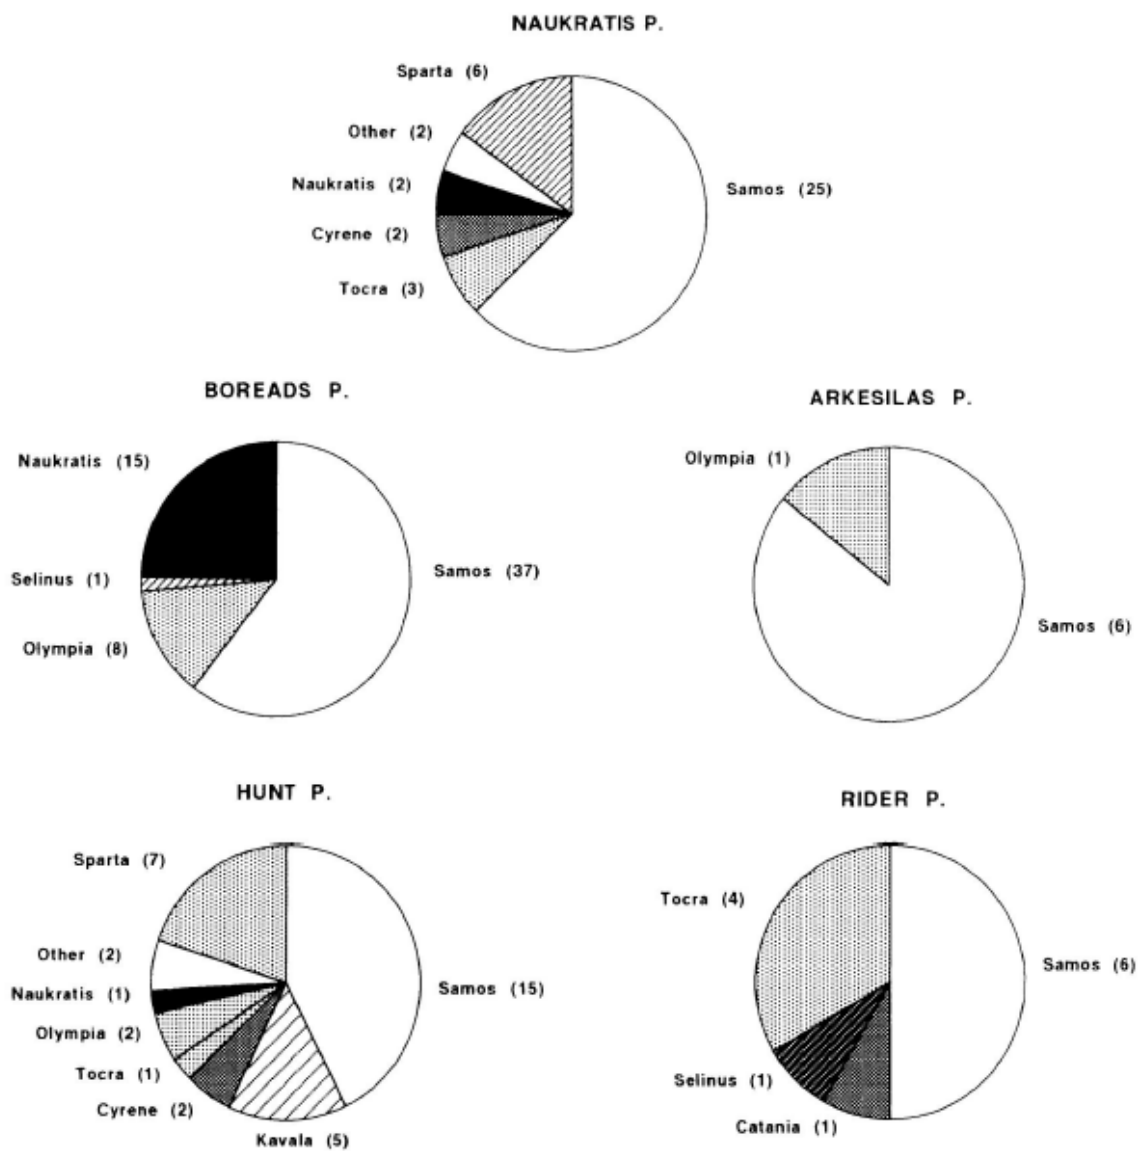 NAUKRATIS P.
Sparta (6)
Other (2)
Naukratis (2)
Samos (25)
Cyrene (2)
Tocra (3)
BOREADS P.
Naukratis (15)
Selinus (1)
Samos (37)
Olympia (8)
ARKESILAS P.
Olympia (1)
Samos (6)
HUNT P.
Sparta (7)
Other (2)
Naukratis (1)
Samos (15)
Olympia (2)
Tocra (1)
Cyrene (2)
Kavala (5)
RIDER P.
Tocra (4)
Samos (6)
Selinus (1)
Catania (1)